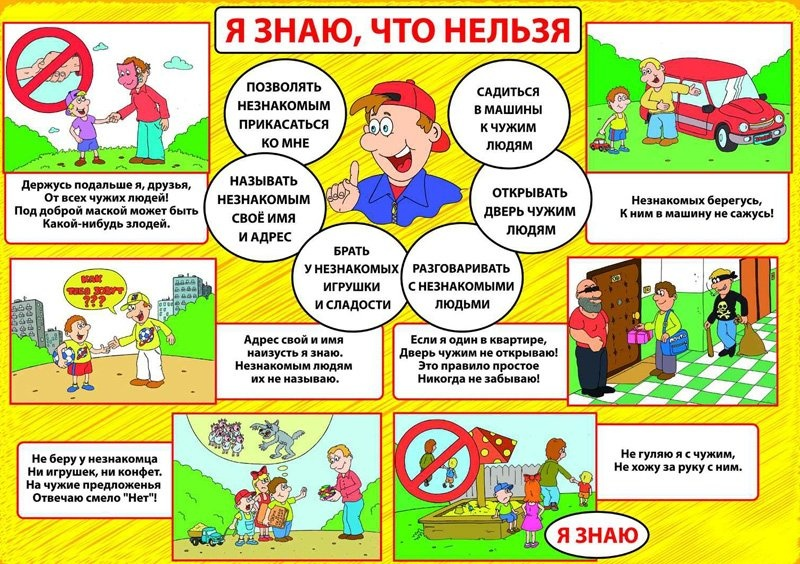 Я ЗНАЮ, ЧТО НЕЛЬЗЯ
ПОЗВОЛЯТЬ
НЕЗНАКОМЫМ
ПРИКАСАТЬСЯ
КО МНЕ
САДИТЬСЯ
В МАШИНЫ
К ЧУЖИМ
ЛЮДЯМ
НАЗЫВАТЬ
НЕЗНАКОМЫМ
СВОЁ ИМЯ
И АДРЕС
ОТКРЫВАТЬ
ДВЕРЬ ЧУЖИМ
ЛЮДЯМ
БРАТЬ
У НЕЗНАКОМЫХ
ИГРУШКИ
И СЛАДОСТИ
РАЗГОВАРИВАТЬ
С НЕЗНАКОМЫМИ
ЛЮДЬМИ
Держусь подальше я, друзья,
От всех чужих людей!
Под доброй маской может быть
Какой-нибудь злодей.
Незнакомых берегусь,
К ним в машину не сажусь!
КАК
ТЕБЯ ЗОВУТ
???
Адрес свой и имя
наизусть я знаю.
Незнакомым людям
их не называю.
Если я один в квартире,
Дверь чужим не открываю!
Это правило простое
Никогда не забываю!
Не беру у незнакомца
Ни игрушек, ни конфет.
На чужие предложенья
Отвечаю смело "Нет"!
Не гуляю я с чужим,
Не хожу за руку с ним.
Я ЗНАЮ